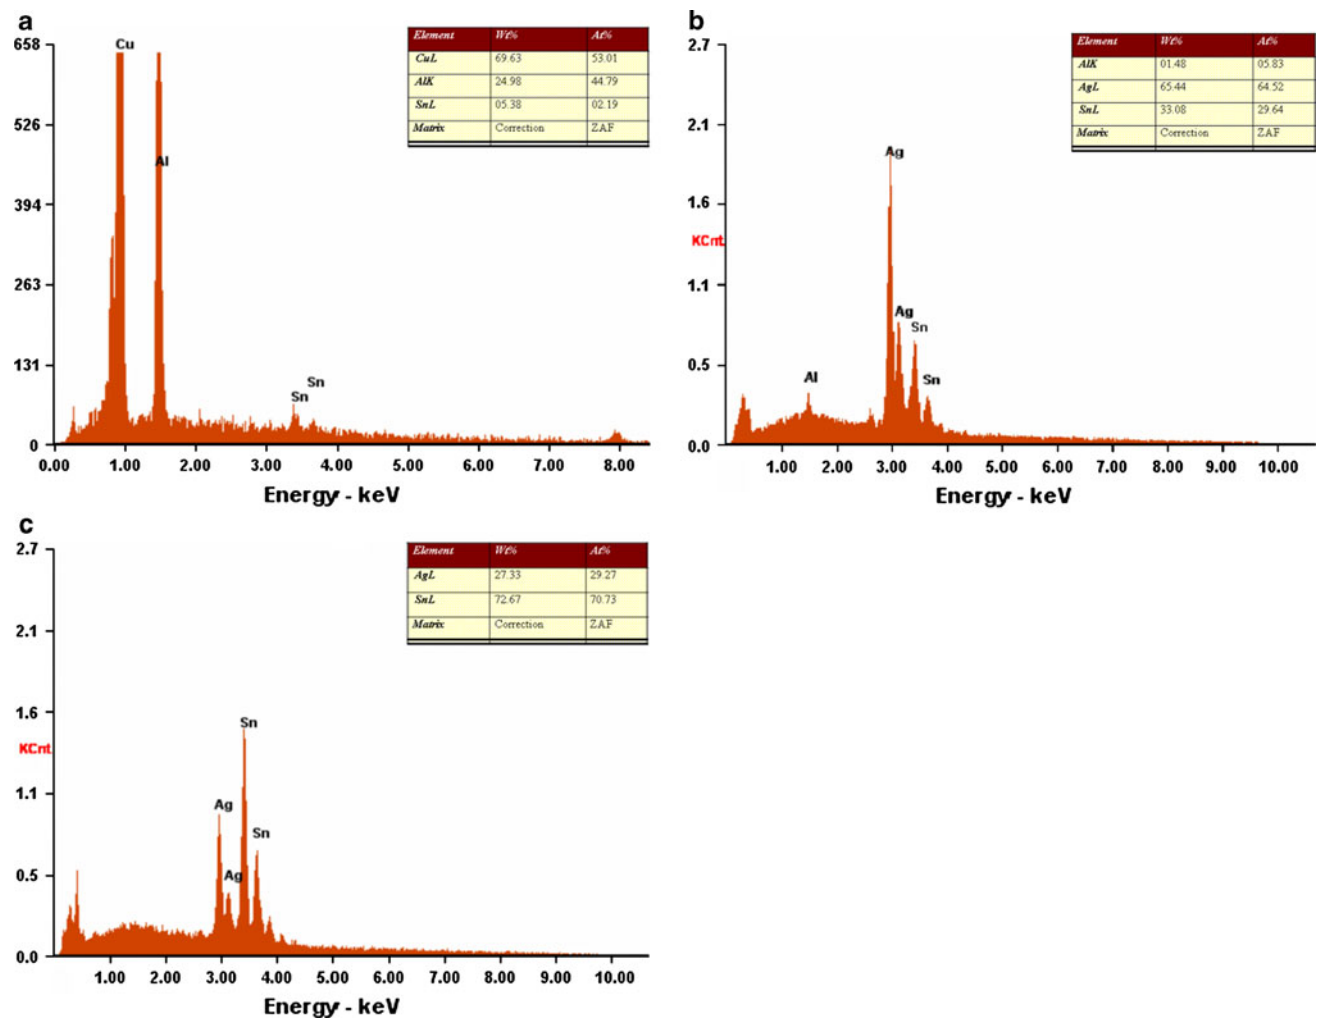 a
658
526
394
263
131
0
Cu
Al
Sn
Sn
Element Wt% At%
CuL 69.63 53.01
AlK 24.98 44.79
SnL 05.38 02.19
Matrix Correction ZAF
0.00 1.00 2.00 3.00 4.00 5.00 6.00 7.00 8.00
Energy - keV
b
2.7
2.1
1.6
KCnt
1.1
0.5
0.0
Al
Ag
Ag
Sn
Sn
Element Wt% At%
AlK 01.48 05.83
AgL 65.44 64.52
SnL 33.08 29.64
Matrix Correction ZAF
1.00 2.00 3.00 4.00 5.00 6.00 7.00 8.00 9.00 10.00
Energy - keV
c
2.7
2.1
1.6
KCnt
1.1
0.5
0.0
Ag
Ag
Sn
Sn
Element Wt% At%
AgL 27.33 29.27
SnL 72.67 70.73
Matrix Correction ZAF
1.00 2.00 3.00 4.00 5.00 6.00 7.00 8.00 9.00 10.00
Energy - keV